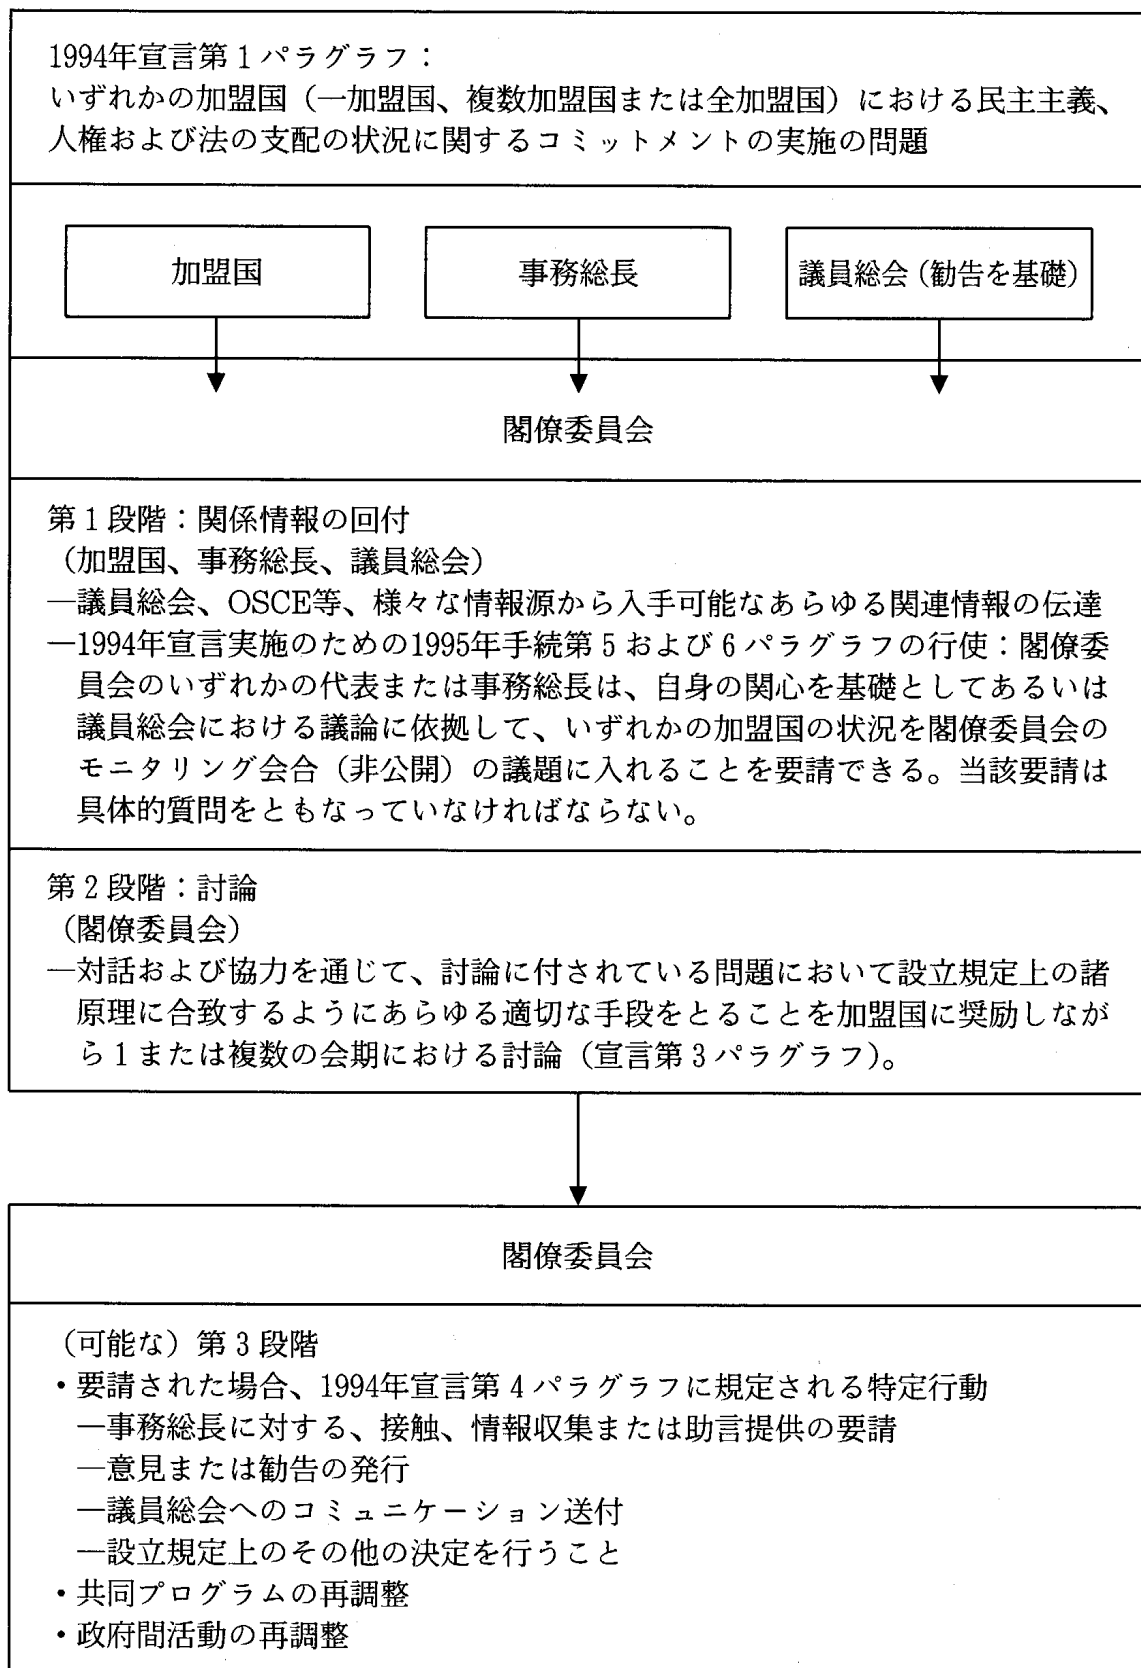 1994年宣言第1パラグラフ：
いずれかの加盟国（一加盟国、複数加盟国または全加盟国）における民主主義、
人権および法の支配の状況に関するコミットメントの実施の問題
加盟国
事務総長
議員総会（勧告を基礎）
閣僚委員会
第1段階：関係情報の回付
（加盟国、事務総長、議員総会）
―議員総会、OSCE等、様々な情報源から入手可能なあらゆる関連情報の伝達
―1994年宣言実施のための1995年手続第5および6パラグラフの行使：閣僚委
員会のいずれかの代表または事務総長は、自身の関心を基礎としてあるいは
議員総会における議論に依拠して、いずれかの加盟国の状況を閣僚委員会の
モニタリング会合（非公開）の議題に入れることを要請できる。当該要請は
具体的質問をともなっていなければならない。
第2段階：討論
（閣僚委員会）
―対話および協力を通じて、討論に付されている問題において設立規定上の諸
原理に合致するようにあらゆる適切な手段をとることを加盟国に奨励しなが
ら1または複数の会期における討論（宣言第3パラグラフ）。
閣僚委員会
（可能な）第3段階
・要請された場合、1994年宣言第4パラグラフに規定される特定行動
―事務総長に対する、接触、情報収集または助言提供の要請
―意見または勧告の発行
―議員総会へのコミュニケーション送付
―設立規定上のその他の決定を行うこと
・共同プログラムの再調整
・政府間活動の再調整